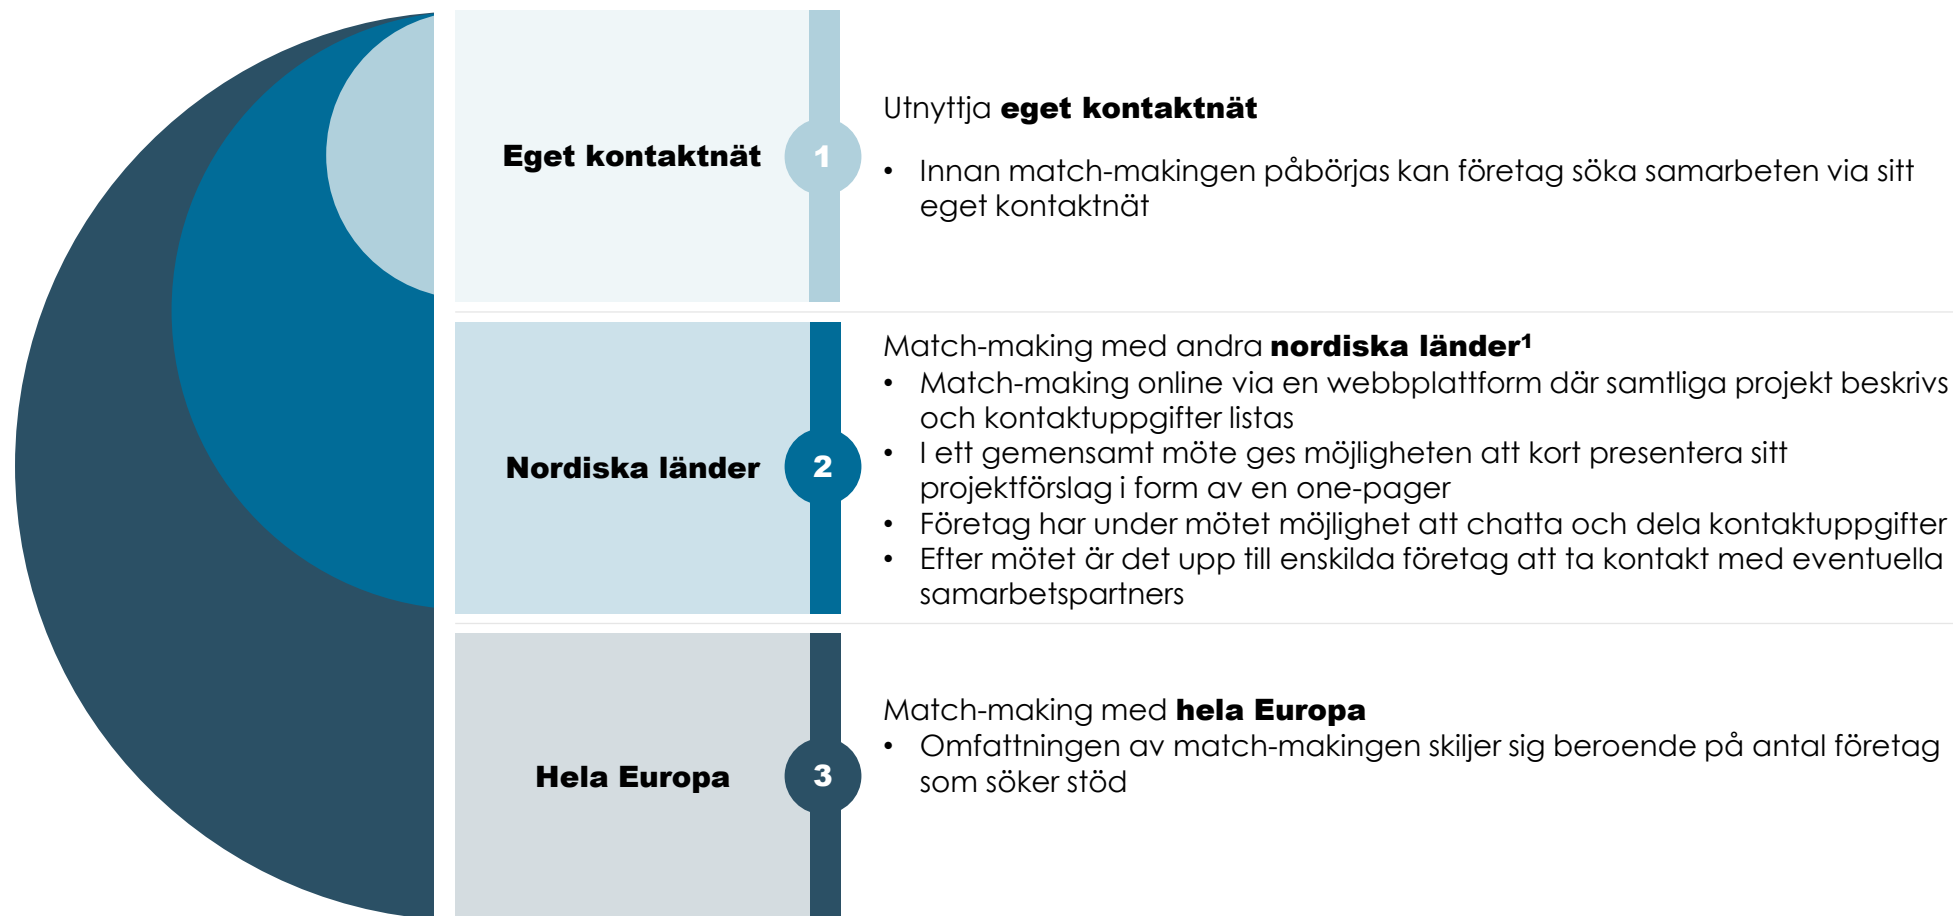 Eget kontaktnät
1
Utnyttja eget kontaktnät
• Innan match-makingen påbörjas kan företag söka samarbeten via sitt
eget kontaktnät
Nordiska länder
2
Match-making med andra nordiska länder¹
• Match-making online via en webbplattform där samtliga projekt beskrivs
och kontaktuppgifter listas
• I ett gemensamt möte ges möjligheten att kort presentera sitt
projektförslag i form av en one-pager
• Företag har under mötet möjlighet att chatta och dela kontaktuppgifter
• Efter mötet är det upp till enskilda företag att ta kontakt med eventuella
samarbetspartners
Hela Europa
3
Match-making med hela Europa
• Omfattningen av match-makingen skiljer sig beroende på antal företag
som söker stöd